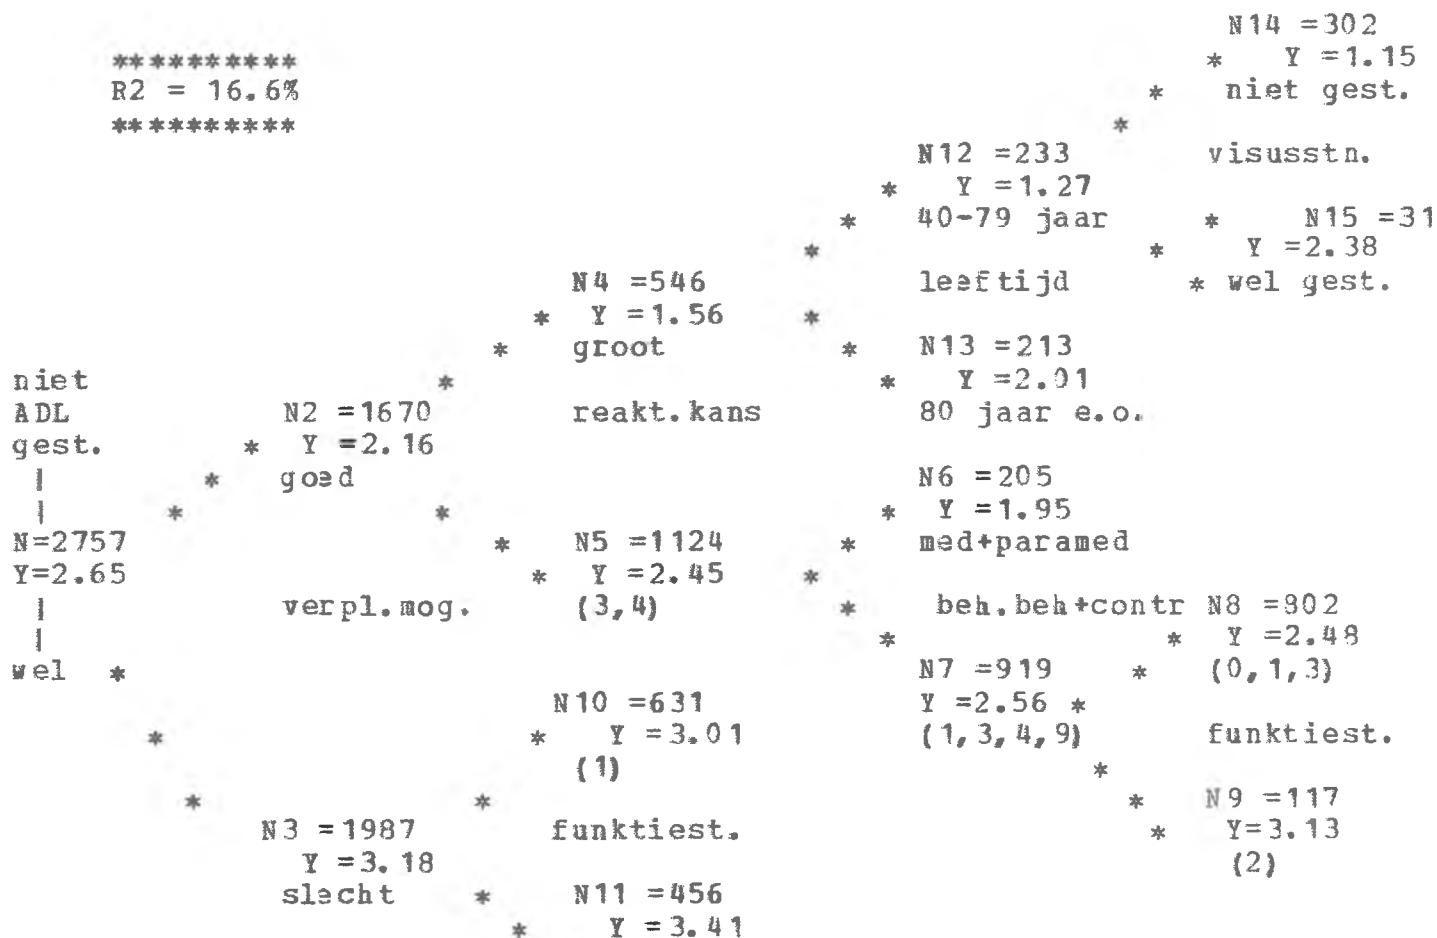 N14 =302
********** * Y =1.15
R2 = 16.6% * niet gest.
********** *
N12 =233 visusstn.
* Y =1.27
* 40-79 jaar * N15 =31
* * Y =2.38
N4 =546 leeftijd * wel gest.
* Y =1.56 *
* groot * N13 =213
niet * * Y =2.01
ADL N2 =1670 reakt.kans 80 jaar e.o.
gest. * Y =2.16
* goed N6 =205
* * * Y =1.95
N=2757 * N5 =1124 * med+paramed
Y=2.65 * Y =2.45 *
verpl.mog. (3,4) * beh.beh+contr N8 =802
* * Y =2.48
wel * N7 =919 * (0,1,3)
N10 =631 Y =2.56 *
* * Y =3.01 (1,3,4,9) funktiest.
(1) *
* * * N9 =117
N3 =1987 funktiest. * Y=3.13
Y =3.18 (2)
slecht * N11 =456
* Y =3.41